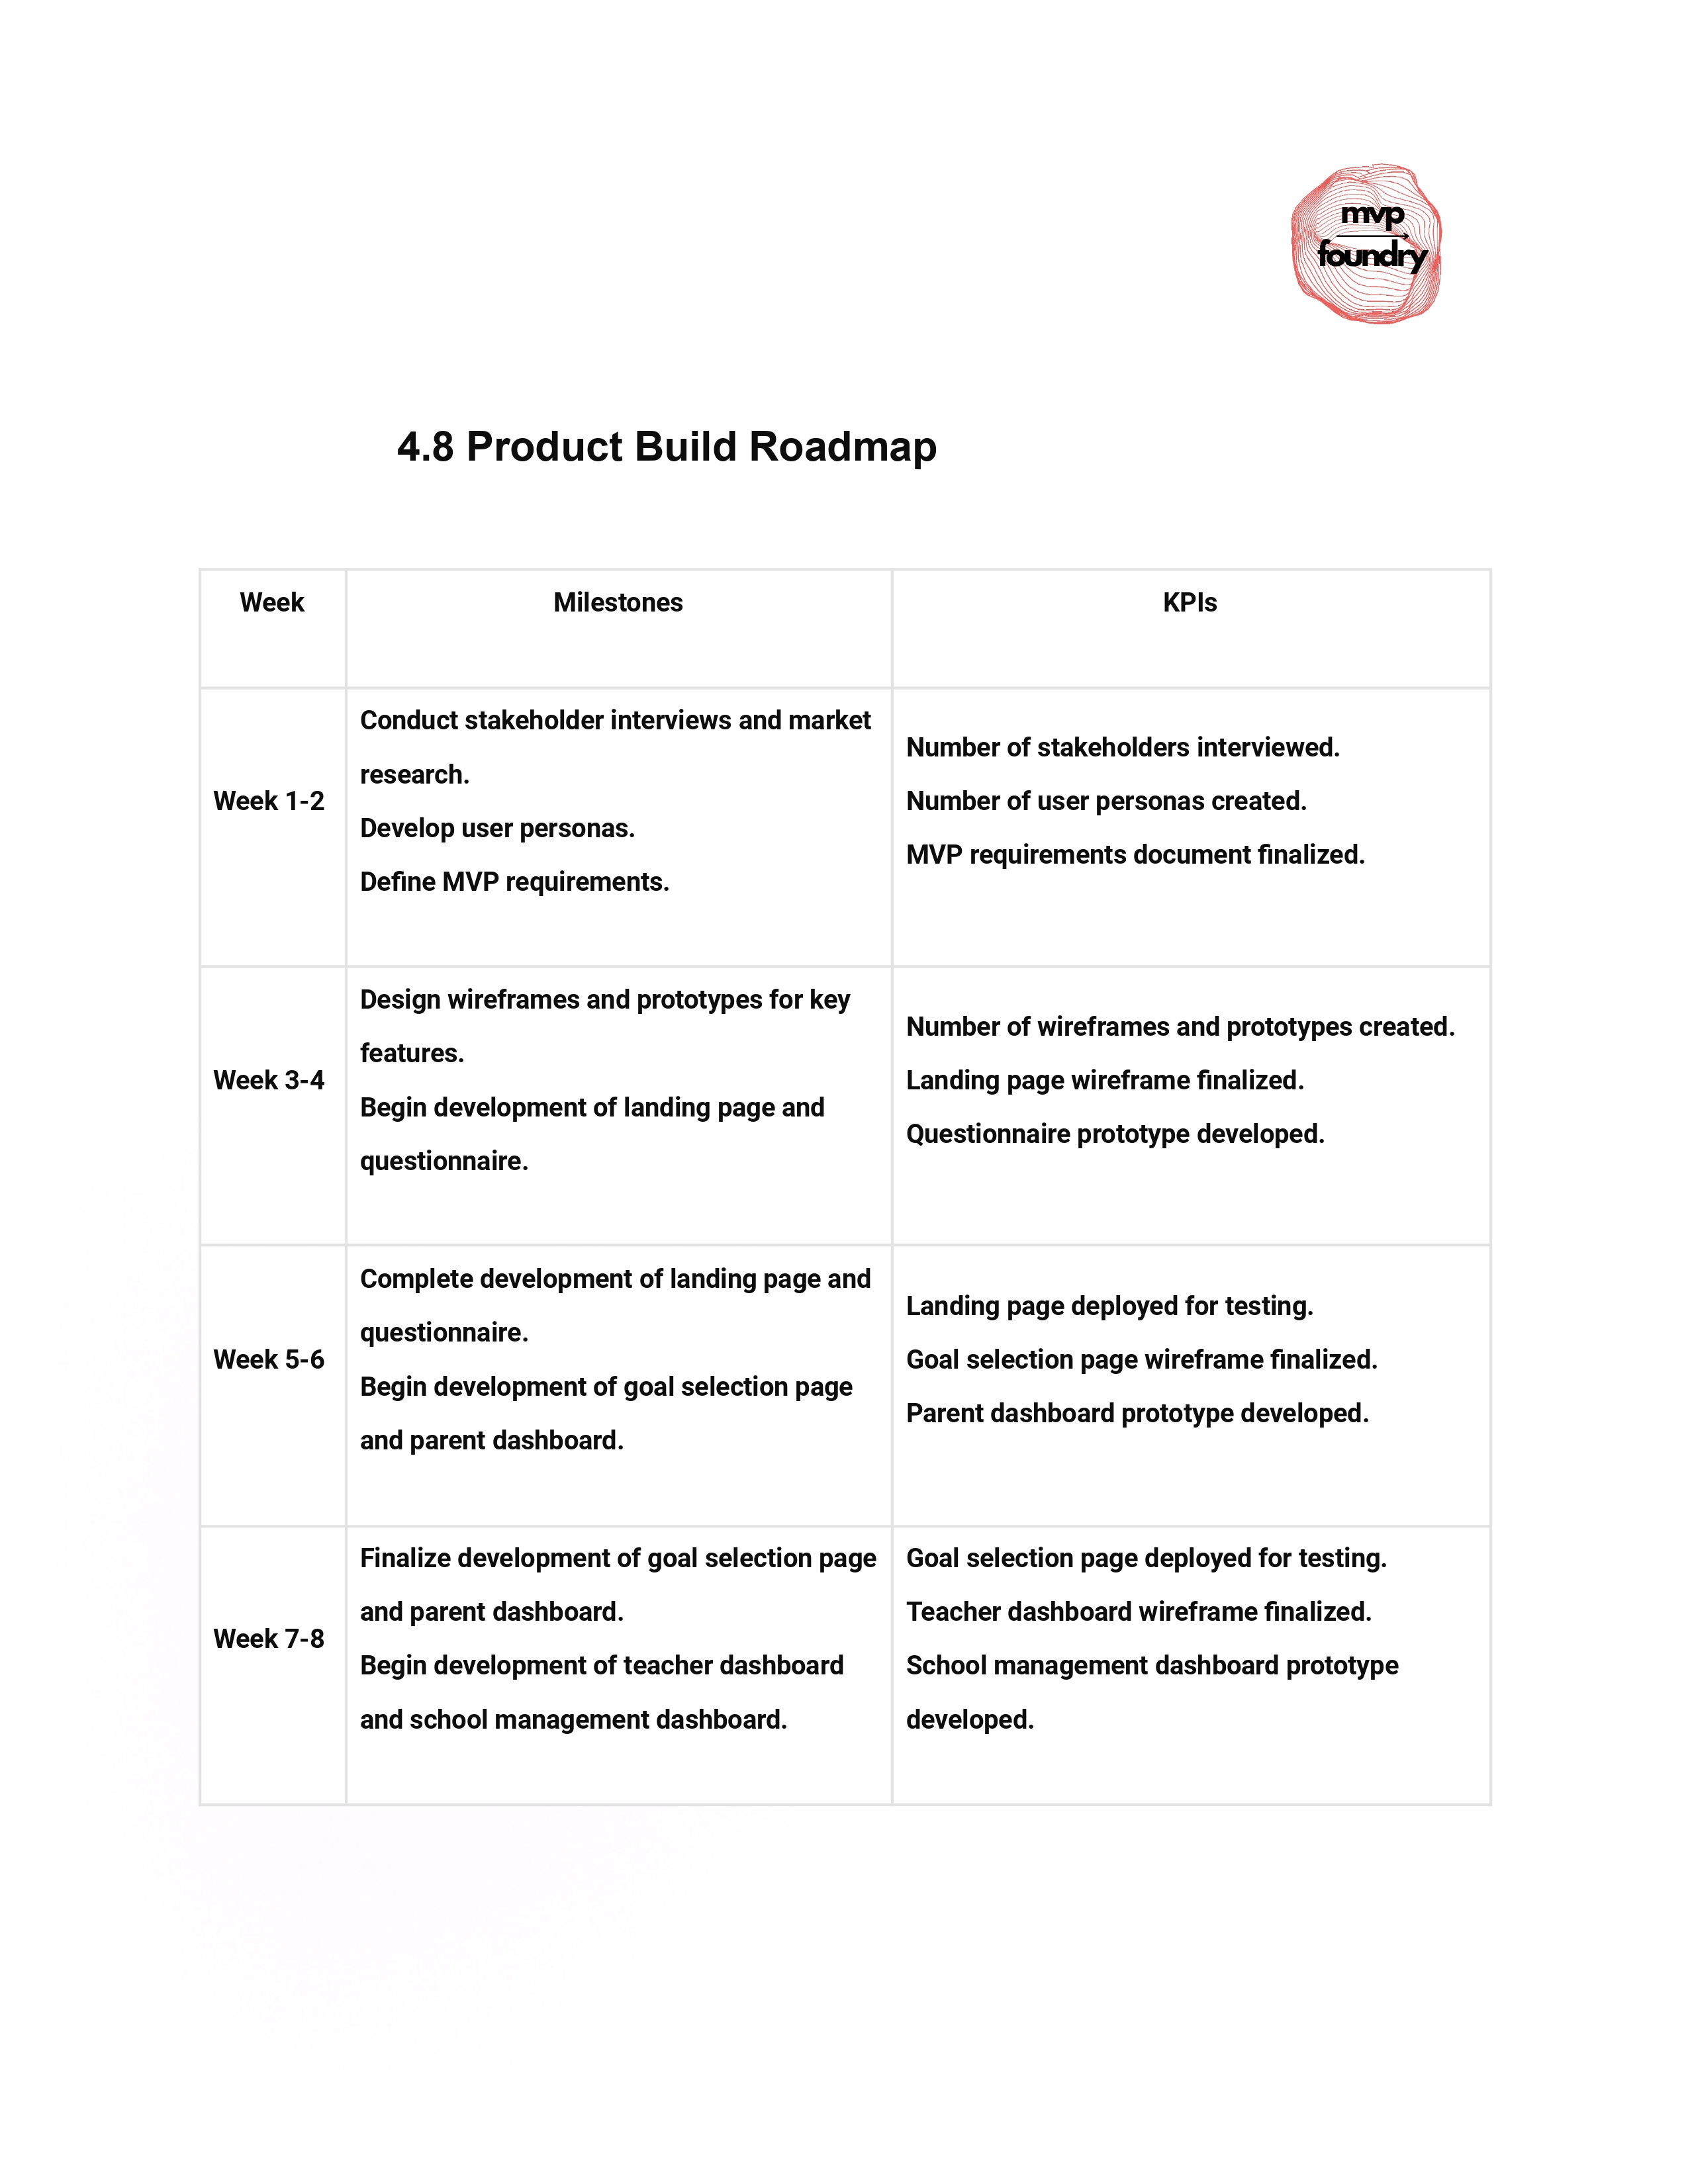 mvp
foundry
4.8 Product Build Roadmap
Week
Milestones
KPIs
Week 1-2
Conduct stakeholder interviews and market
research.
Develop user personas.
Define MVP requirements.
Number of stakeholders interviewed.
Number of user personas created.
MVP requirements document finalized.
Week 3-4
Design wireframes and prototypes for key
features.
Begin development of landing page and
questionnaire.
Number of wireframes and prototypes created.
Landing page wireframe finalized.
Questionnaire prototype developed.
Week 5-6
Complete development of landing page and
questionnaire.
Begin development of goal selection page
and parent dashboard.
Landing page deployed for testing.
Goal selection page wireframe finalized.
Parent dashboard prototype developed.
Week 7-8
Finalize development of goal selection page
and parent dashboard.
Begin development of teacher dashboard
and school management dashboard.
Goal selection page deployed for testing.
Teacher dashboard wireframe finalized.
School management dashboard prototype
developed.